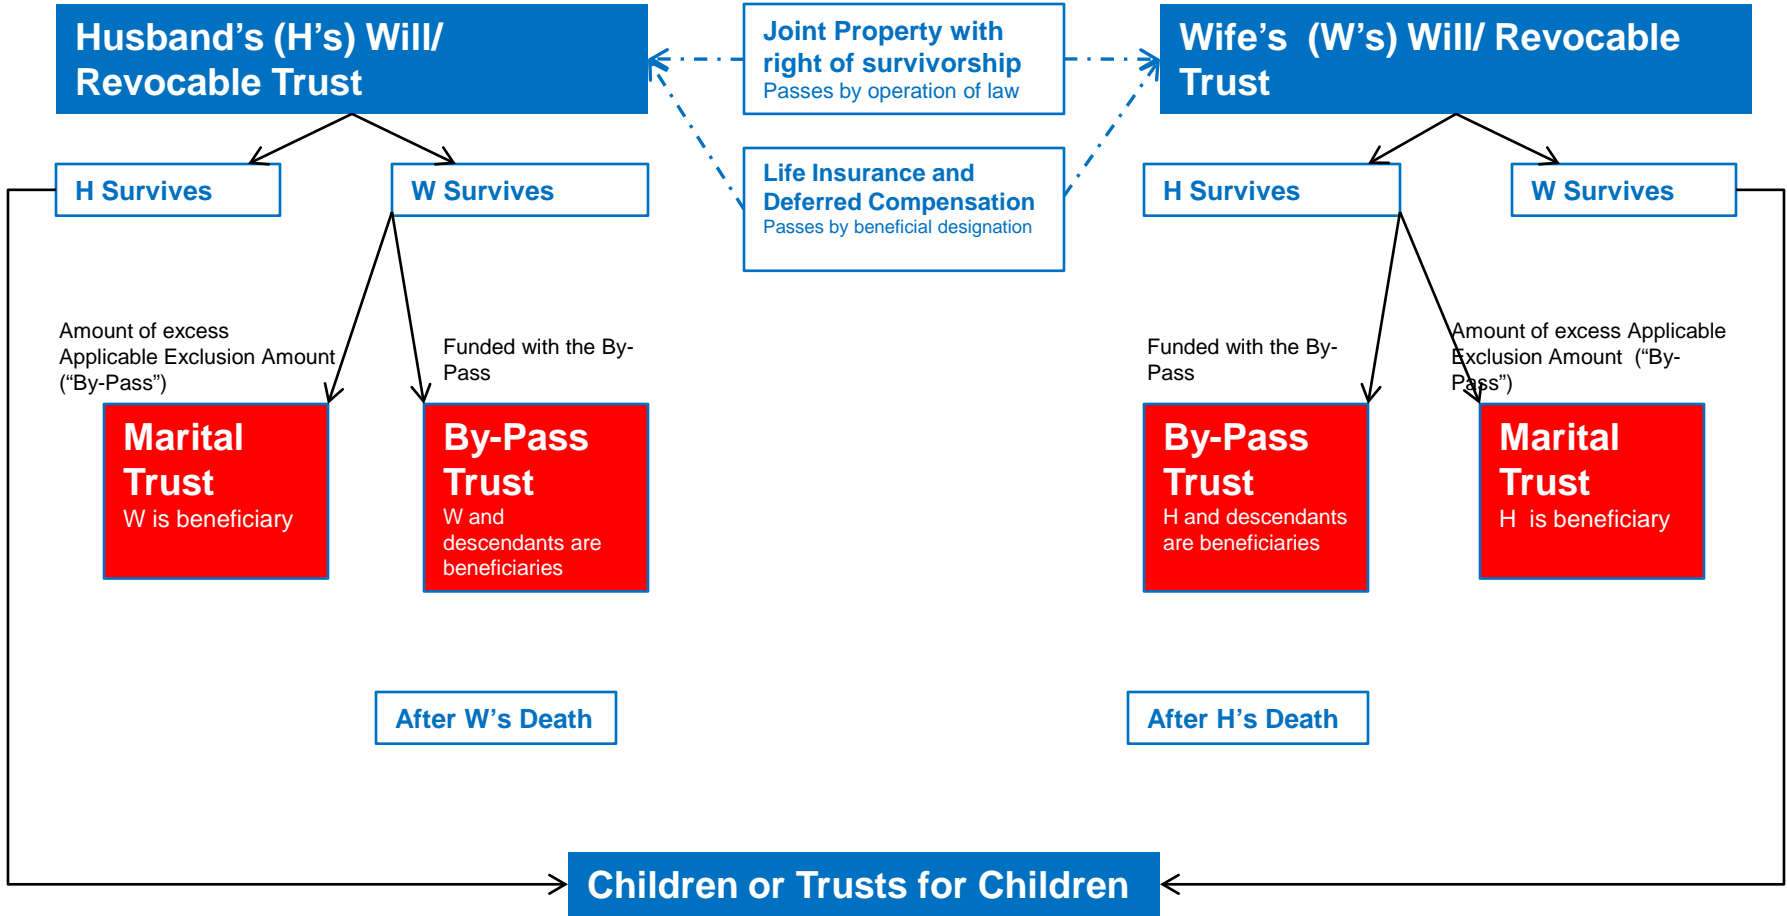 Husband’s (H’s) Will/
Revocable Trust
Joint Property with
right of survivorship
Passes by operation of law
Wife’s  (W’s) Will/ Revocable
Trust
Life Insurance and
Deferred Compensation
Passes by beneficial designation
H Survives
W Survives
H Survives
W Survives
Amount of excess
Applicable Exclusion Amount
(“By-Pass”)
Funded with the By-
Pass
Funded with the By-
Pass
Amount of excess Applicable
Exclusion Amount  (“By-
Pass”)
Marital
Trust
W is beneficiary
By-Pass
Trust
W and
descendants are
beneficiaries
By-Pass
Trust
H and descendants
are beneficiaries
Marital
Trust
H  is beneficiary
After W’s Death
After H’s Death
Children or Trusts for Children